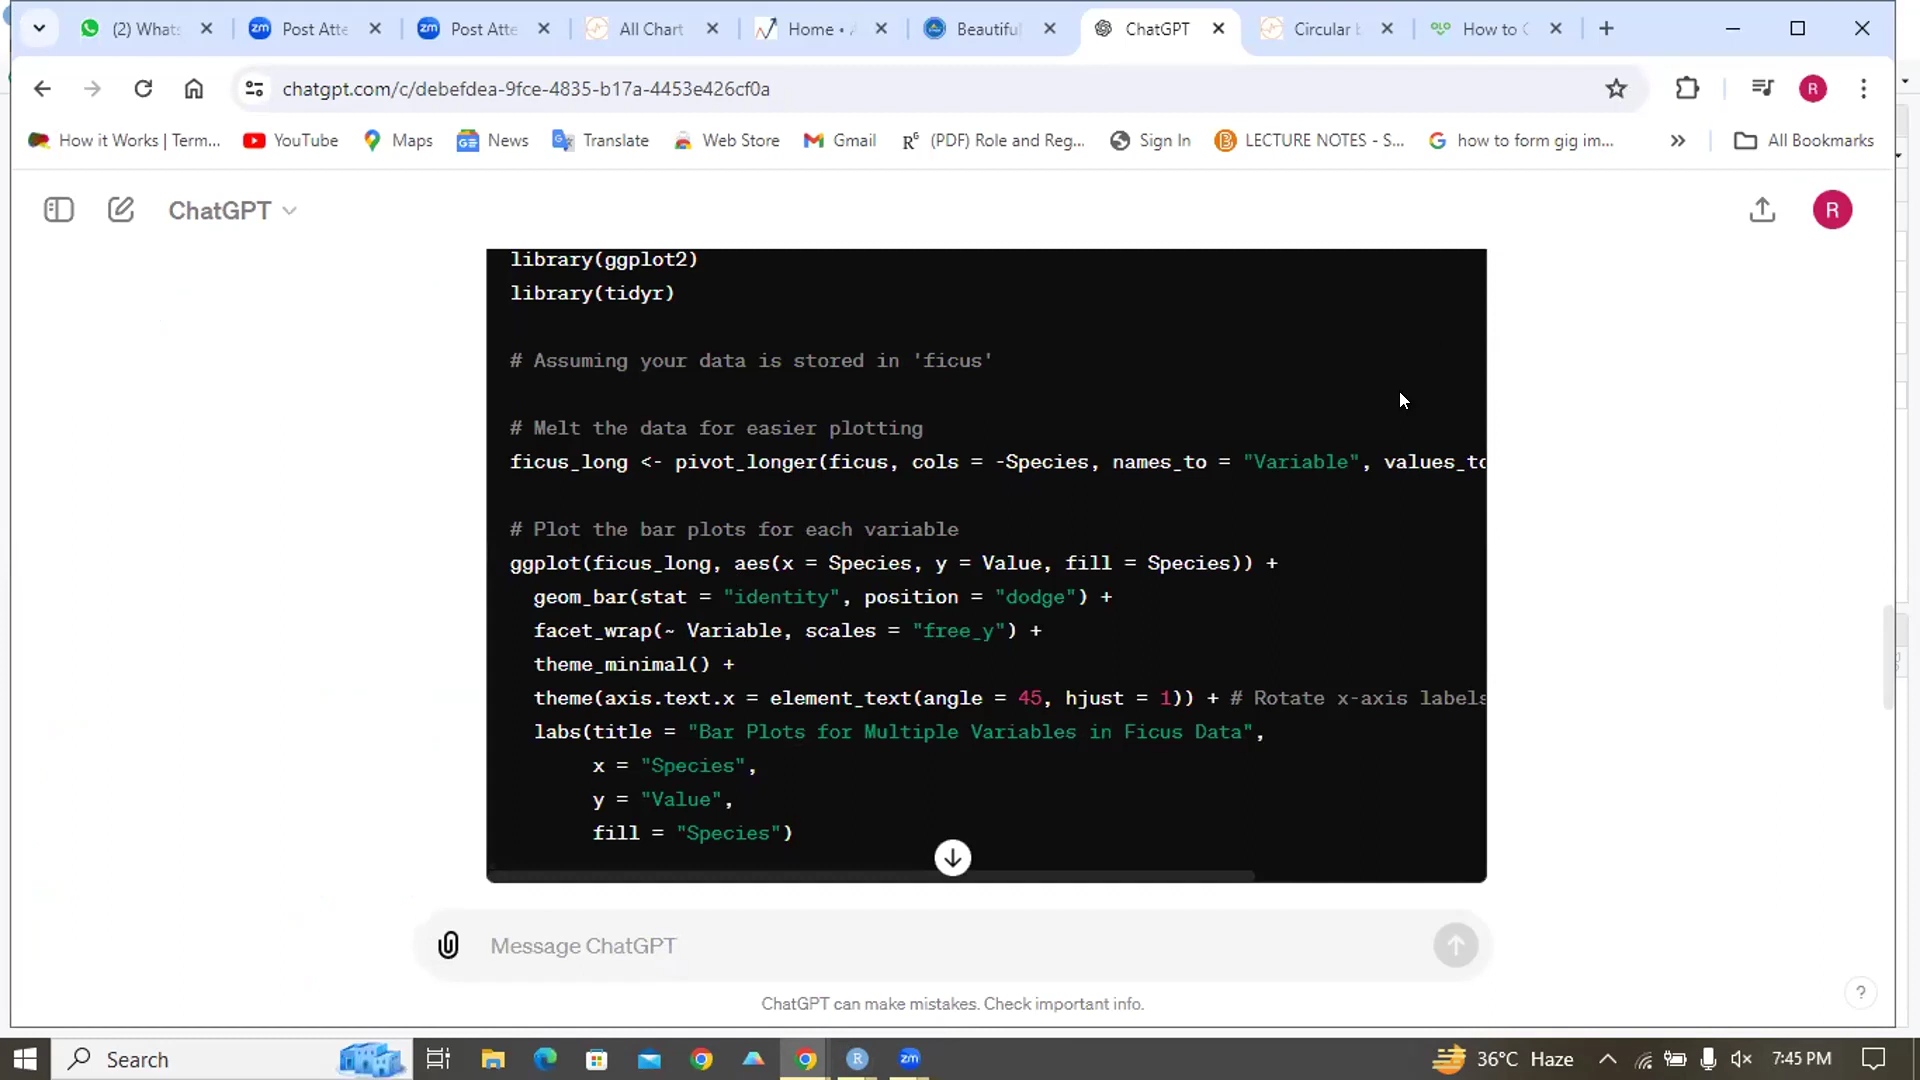 (2) Whats
Post Atte
Post Atte
All Chart
Home •
Beautiful
ChatGPT
Circular b
How to C
chatgpt.com/c/debefdea-9fce-4835-b17a-4453e426cf0a
R
How it Works | Term...
YouTube
Maps
News
Translate
Web Store
Gmail
(PDF) Role and Reg...
Sign In
LECTURE NOTES - S...
how to form gig im...
All Bookmarks
ChatGPT
R
library(ggplot2)
library(tidyr)
# Assuming your data is stored in 'ficus'
# Melt the data for easier plotting
ficus_long <- pivot_longer(ficus, cols = -Species, names_to = "Variable", values_to
# Plot the bar plots for each variable
ggplot(ficus_long, aes(x = Species, y = Value, fill = Species)) +
geom_bar(stat = "identity", position = "dodge") +
facet_wrap(~ Variable, scales = "free_y") +
theme_minimal() +
theme(axis.text.x = element_text(angle = 45, hjust = 1)) + # Rotate x-axis labels
labs(title = "Bar Plots for Multiple Variables in Ficus Data",
x = "Species",
y = "Value",
fill = "Species")
Message ChatGPT
ChatGPT can make mistakes. Check important info.
?
Search
36°C Haze
7:45 PM